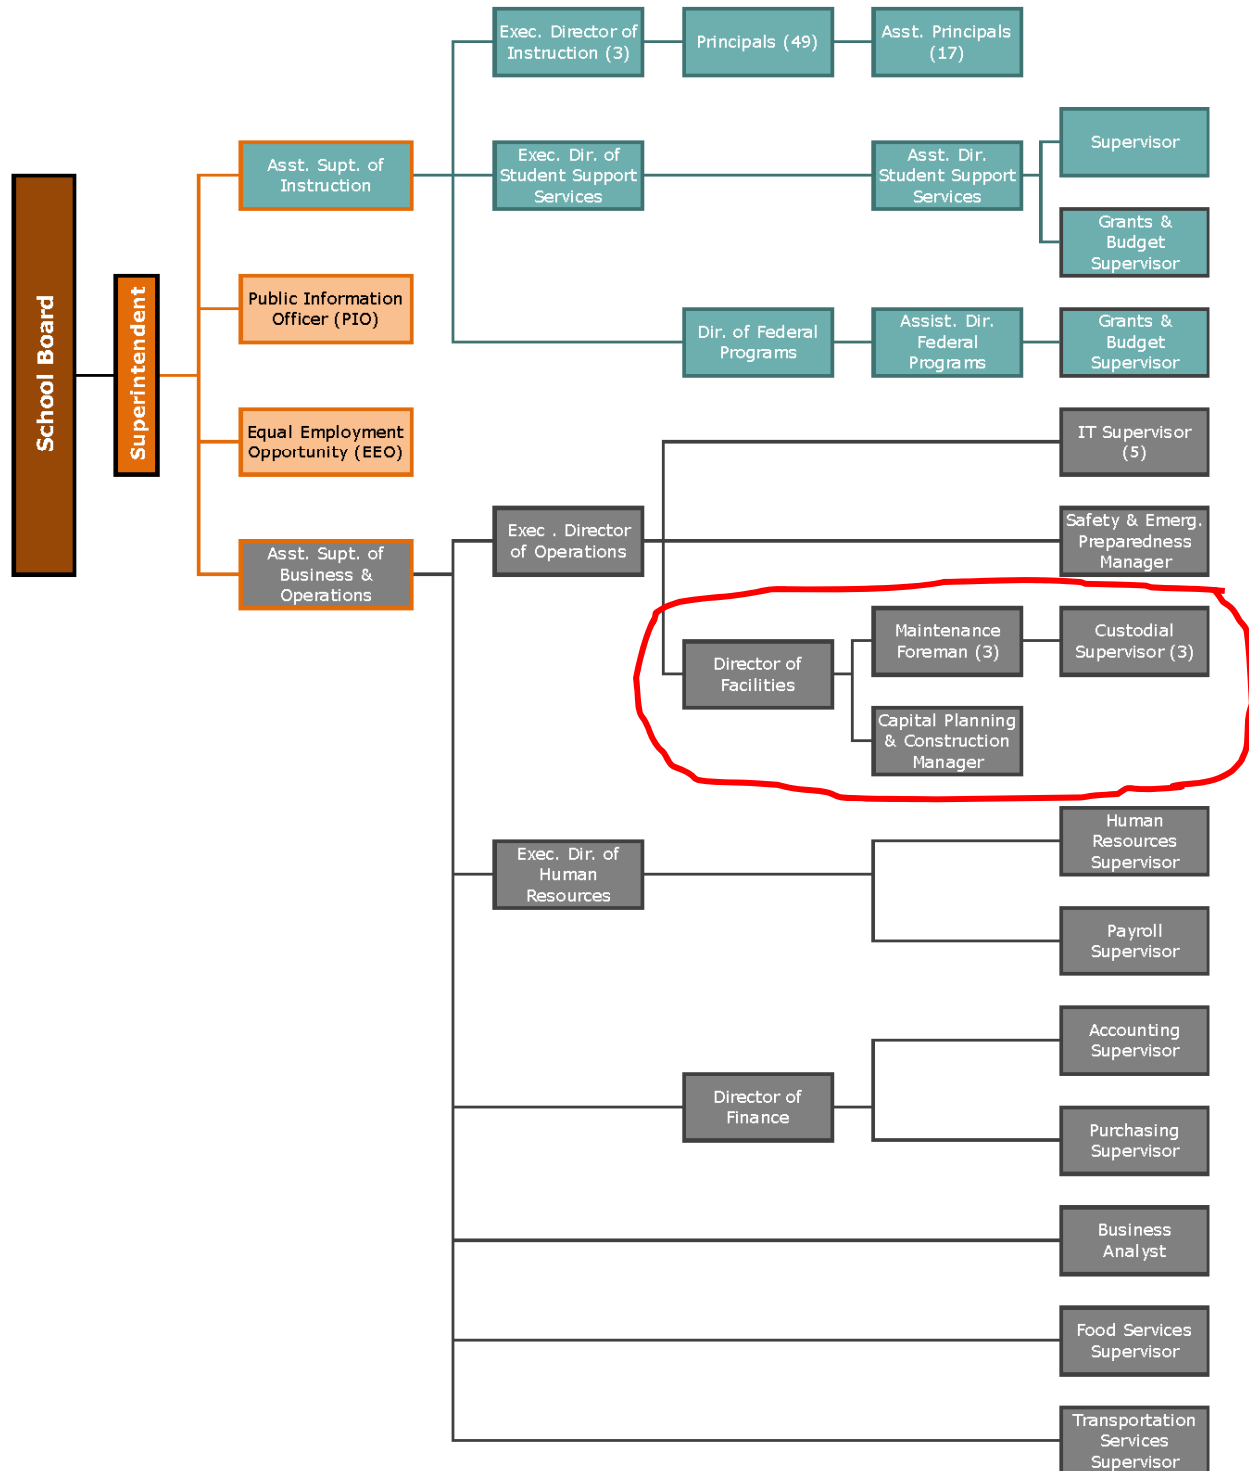 School Board
Superintendent
Asst. Supt. of
Instruction
Public Information
Officer (PIO)
Equal Employment
Opportunity (EEO)
Asst. Supt. of
Business &
Operations
Exec. Director of
Instruction (3)
Principals (49)
Asst. Principals
(17)
Exec. Dir. of
Student Support
Services
Asst. Dir.
Student Support
Services
Supervisor
Grants &
Budget
Supervisor
Dir. of Federal
Programs
Assist. Dir.
Federal
Programs
Grants &
Budget
Supervisor
Exec . Director
of Operations
IT Supervisor
(5)
Safety & Emerg.
Preparedness
Manager
Director of
Facilities
Maintenance
Foreman (3)
Custodial
Supervisor (3)
Capital Planning
& Construction
Manager
Exec. Dir. of
Human
Resources
Human
Resources
Supervisor
Payroll
Supervisor
Director of
Finance
Accounting
Supervisor
Purchasing
Supervisor
Business
Analyst
Food Services
Supervisor
Transportation
Services
Supervisor